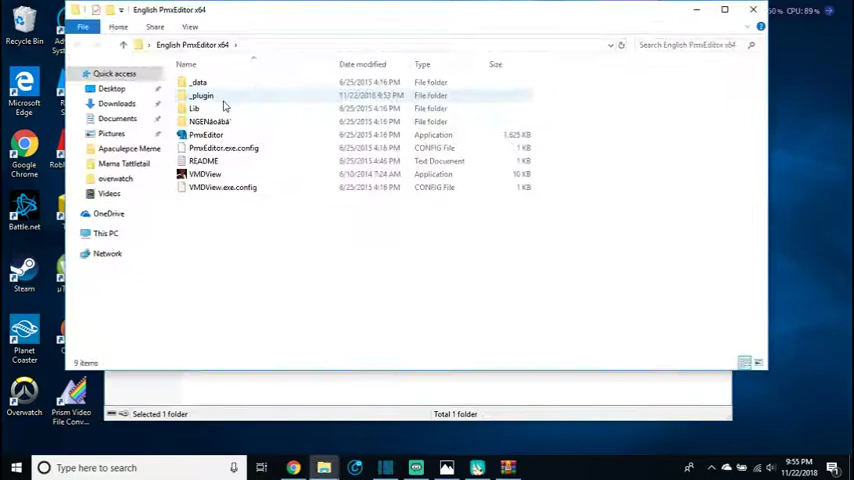 English PmxEditor x64
50 % CPU: 89 %
File Home Share View
English PmxEditor x64
Search English PmxEditor x64
Name Date modified Type Size
Quick access
Desktop
Downloads
Documents
Pictures
Apaculepce Meme
Mama Tattletail
overwatch
Videos
OneDrive
This PC
Network
_data 6/25/2015 4:16 PM File folder
_plugin 11/22/2018 9:53 PM File folder
Lib 6/25/2015 4:16 PM File folder
6/25/2015 4:16 PM File folder
PmxEditor 6/25/2015 4:16 PM Application 1,625 KB
PmxEditor.exe.config 6/25/2015 4:16 PM CONFIG File 1 KB
README 6/25/2015 4:46 PM Text Document 1 KB
VMDView 6/10/2014 7:24 AM Application 10 KB
VMDView.exe.config 6/25/2015 4:16 PM CONFIG File 1 KB
9 items
Selected 1 folder Total 1 folder
Recycle Bin
Google
Chrome
Battle.net
Steam
Planet
Coaster
Overwatch
Prism Video
File Conv...
Type here to search
9:55 PM
11/22/2018